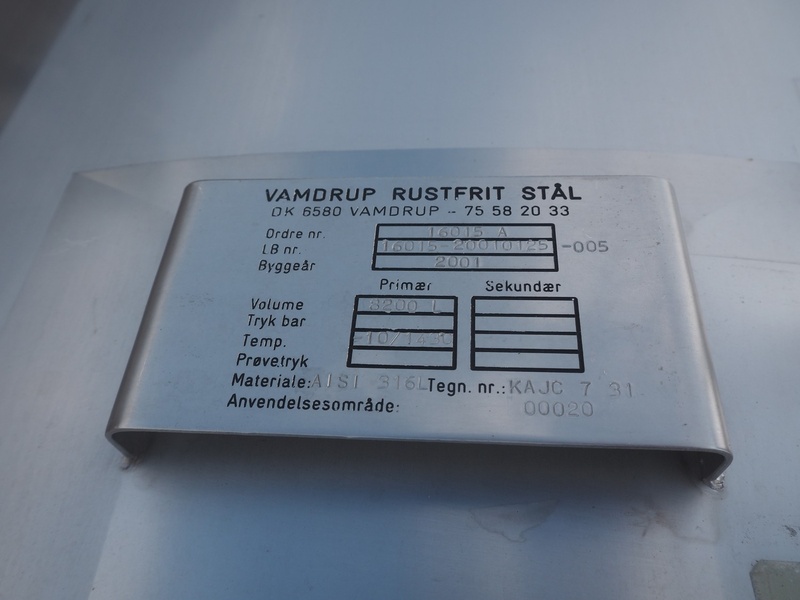 VAMDRUP RUSTFRIT STÅL
DK 6580 VAMDRUP - 75 58 20 33
Ordre nr. 16015 A
LB nr. 16015-20010125 -005
Byggeår 2001
Primær Sekundær
Volume 8200 L
Tryk bar
Temp. -10/143C
Prøvetryk
Materiale: AISI 316L Tegn. nr.: KAJC 7 31
Anvendelsesområde: 00020